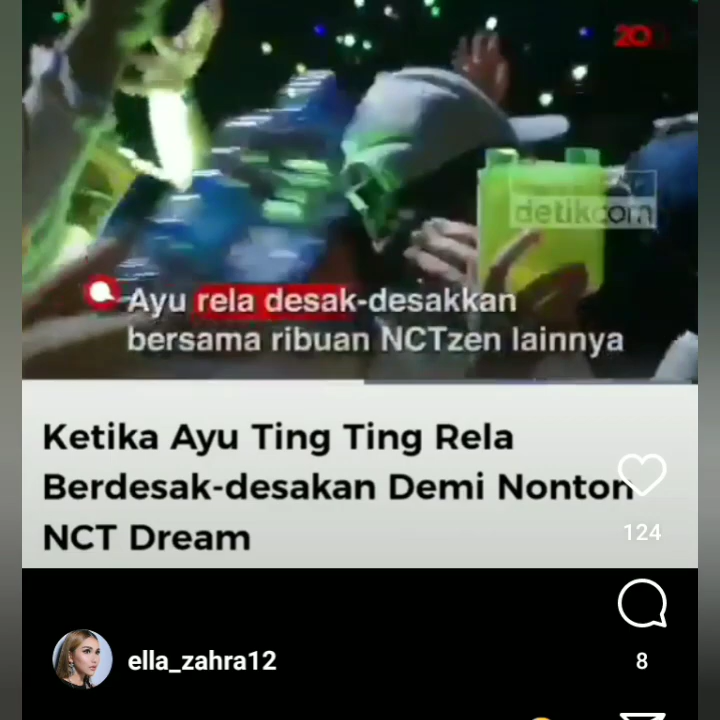 20
detikcom
Ayu rela desak-desakkan
bersama ribuan NCTzen lainnya
Ketika Ayu Ting Ting Rela
Berdesak-desakan Demi Nonton
NCT Dream
124
8
ella_zahra12